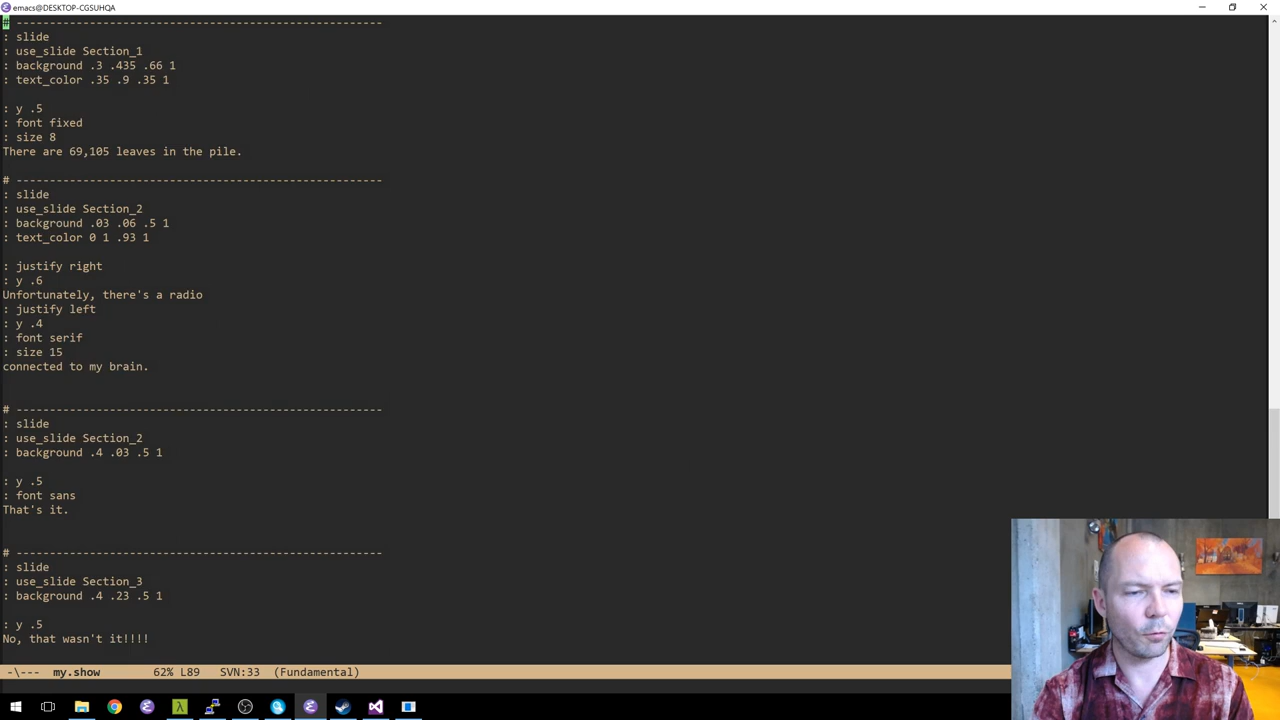 emacs@DESKTOP-CGSUHQA
# -------------------------------------------------------
: slide
: use_slide Section_1
: background .3 .435 .66 1
: text_color .35 .9 .35 1
: y .5
: font fixed
: size 8
There are 69,105 leaves in the pile.
# -------------------------------------------------------
: slide
: use_slide Section_2
: background .03 .06 .5 1
: text_color 0 1 .93 1
: justify right
: y .6
Unfortunately, there's a radio
: justify left
: y .4
: font serif
: size 15
connected to my brain.
# -------------------------------------------------------
: slide
: use_slide Section_2
: background .4 .03 .5 1
: y .5
: font sans
That's it.
# -------------------------------------------------------
: slide
: use_slide Section_3
: background .4 .23 .5 1
: y .5
No, that wasn't it!!!!
-\--- my.show 62% L89 SVN:33 (Fundamental)